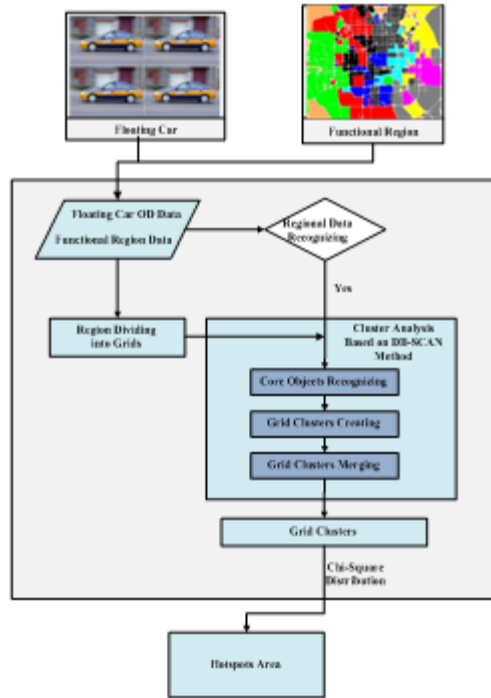 Floating Car
Functional Region
Floating Car OD Data
Functional Region Data
Regional Data
Recognizing
Yes
Region Dividing
into Grids
Cluster Analysis
Based on DB-SCAN
Method
Core Objects Recognizing
Grid Clusters Creating
Grid Clusters Merging
Grid Clusters
Chi-Square
Distribution
Hotspots Area